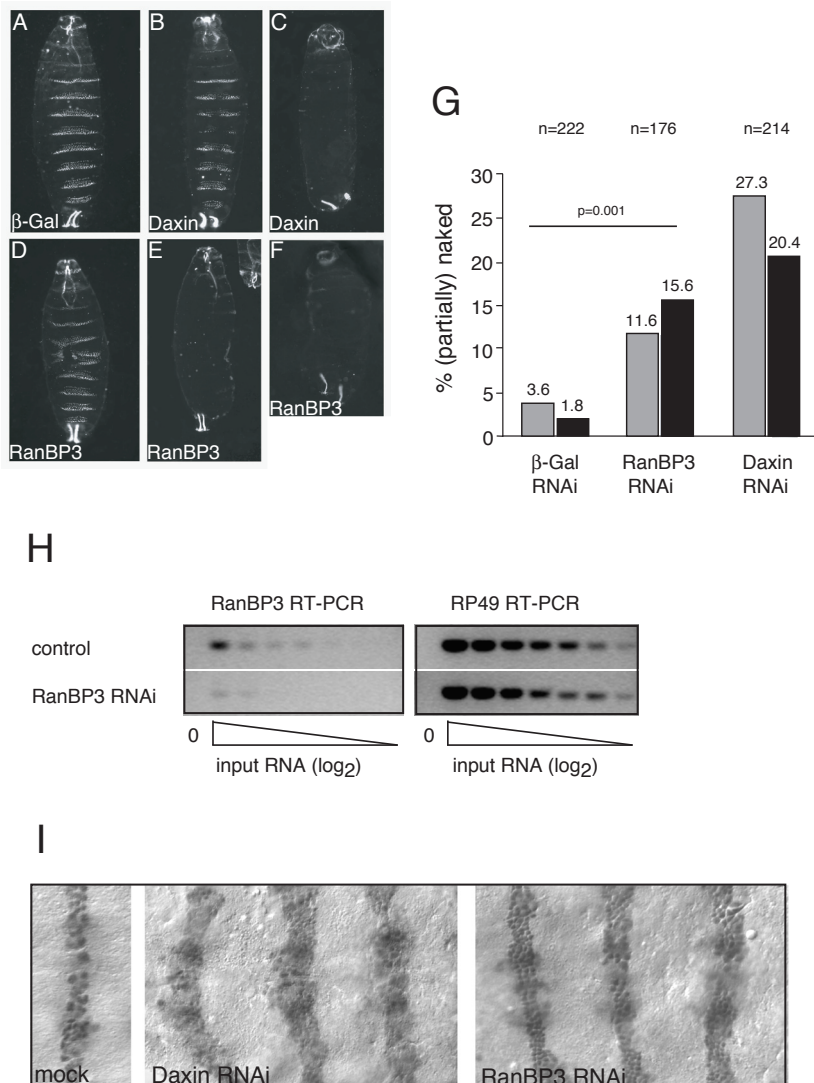 A
B
C
β-Gal
Daxin
Daxin
D
E
F
RanBP3
RanBP3
RanBP3
G
n=222
n=176
n=214
% (partially) naked
30
25
20
15
10
5
0
p=0.001
3.6
1.8
11.6
15.6
27.3
20.4
β-Gal
RNAi
RanBP3
RNAi
Daxin
RNAi
H
RanBP3 RT-PCR
RP49 RT-PCR
control
RanBP3 RNAi
0
0
input RNA (log2)
input RNA (log2)
I
mock
Daxin RNAi
RanBP3 RNAi